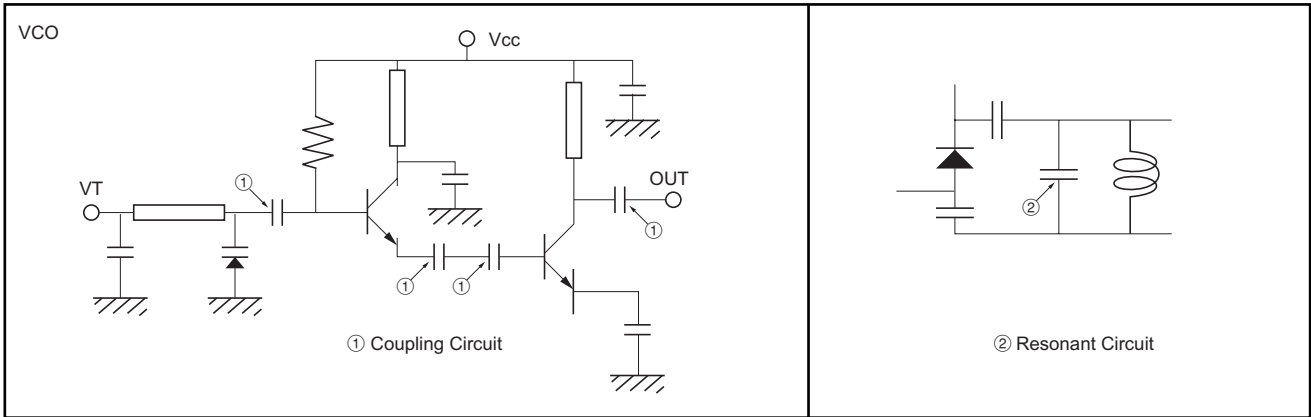 VCO
Vcc
VT
①
OUT
①
①
①
① Coupling Circuit
②
② Resonant Circuit